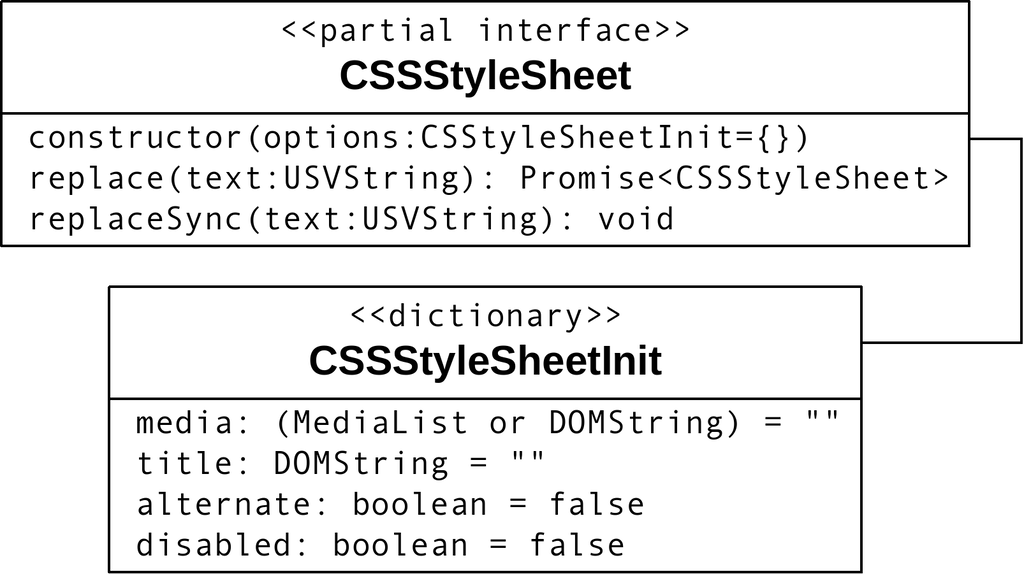 <<partial interface>>
CSSStyleSheet
constructor(options:CSStyleSheetInit={})
replace(text:USVString): Promise<CSSStyleSheet>
replaceSync(text:USVString): void
<<dictionary>>
CSSStyleSheetInit
media: (MediaList or DOMString) = ""
title: DOMString = ""
alternate: boolean = false
disabled: boolean = false